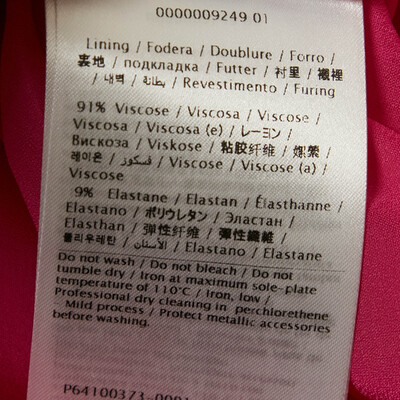 0000009249 01
Lining / Fodera / Doublure / Forro /
裏地 / подкладка / Futter / 衬里 / 襯裡
/ 내벽 / بطانة / Revestimento / Furing
91% Viscose / Viscosa / Viscose /
Viscosa / Viscosa (e) / レーヨン /
Вискоза / Viskose / 粘胶纤维 / 嫘縈 /
레이온 / فسكوز / Viscose / Viscose (a) /
Viscose
9% Elastane / Elastan / Élasthanne /
Elastano / ポリウレタン / Эластан /
Elasthan / 弹性纤维 / 彈性纖維 /
폴리우레탄 / الأستان / Elastano / Elastane
Do not wash / Do not bleach / Do not
tumble dry / Iron at maximum sole-plate
temperature of 110°C / Iron, low /
Professional dry cleaning in perchlorethene
- Mild process / Protect metallic accessories
before washing.
P64100373-0001